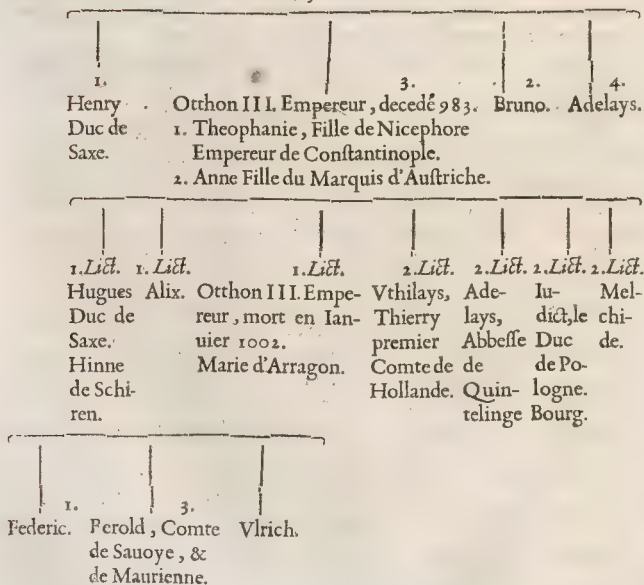 1. 3. 2. 4.
Henry Otthon III. Empereur, decedé 983. Bruno. Adelays.
Duc de 1. Theophanie, Fille de Nicephore
Saxe. Empereur de Conſtantinople.
2. Anne Fille du Marquis d'Auſtriche.
1. Lict. 1. Lict. 1. Lict. 2. Lict. 2. Lict. 2. Lict. 2. Lict.
Hugues Alix. Otthon III. Empe- Vthilays, Ade- Iu- Mel-
Duc de reur, mort en Ian- Thierry lays, dict, le chi-
Saxe. uier 1002. premier Abbeſſe Duc de.
Hinne Marie d'Arragon. Comte de de de Po-
de Schi- Hollande. Quin- logne.
ren. telinge Bourg.
1. 3.
Federic. Perold, Comte Vlrich.
de Sauoye, &
de Maurienne.